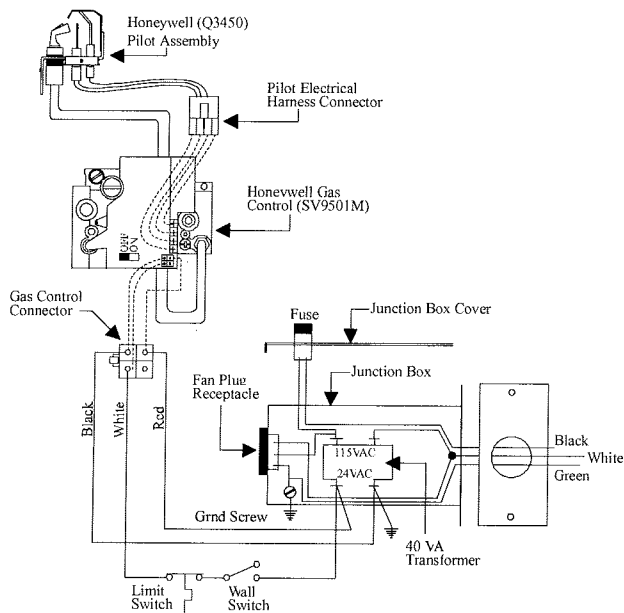 Honeywell (Q3450)
Pilot Assembly
Pilot Electrical
Harness Connector
Honeywell Gas
Control (SV9501M)
OFF
ON
Gas Control
Connector
Fuse
Junction Box Cover
Fan Plug
Receptacle
Junction Box
Black
White
Red
115VAC
24VAC
Black
White
Green
Grnd Screw
40 VA
Transformer
Limit
Switch
Wall
Switch